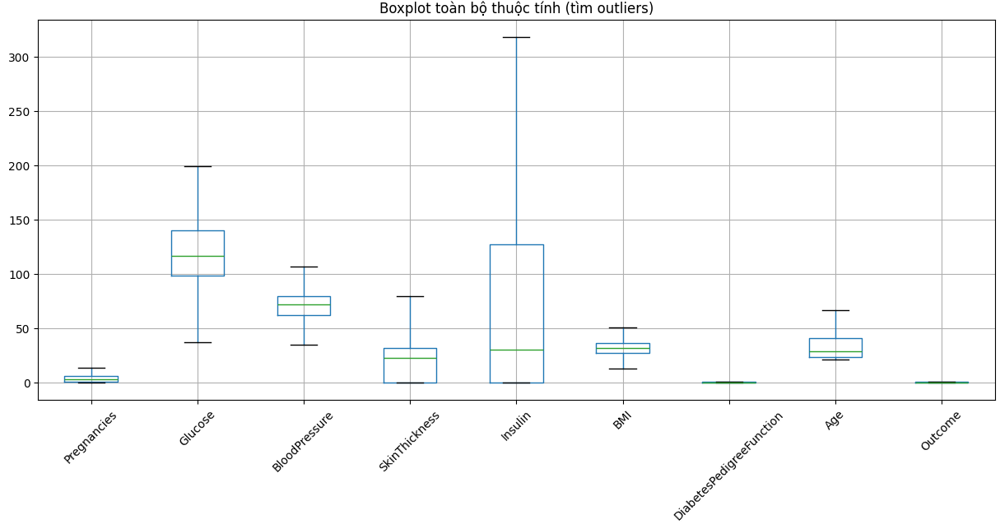 Boxplot toàn bộ thuộc tính (tìm outliers)
300
250
200
150
100
50
0
Pregnancies
Glucose
BloodPressure
SkinThickness
Insulin
BMI
DiabetesPedigreeFunction
Age
Outcome